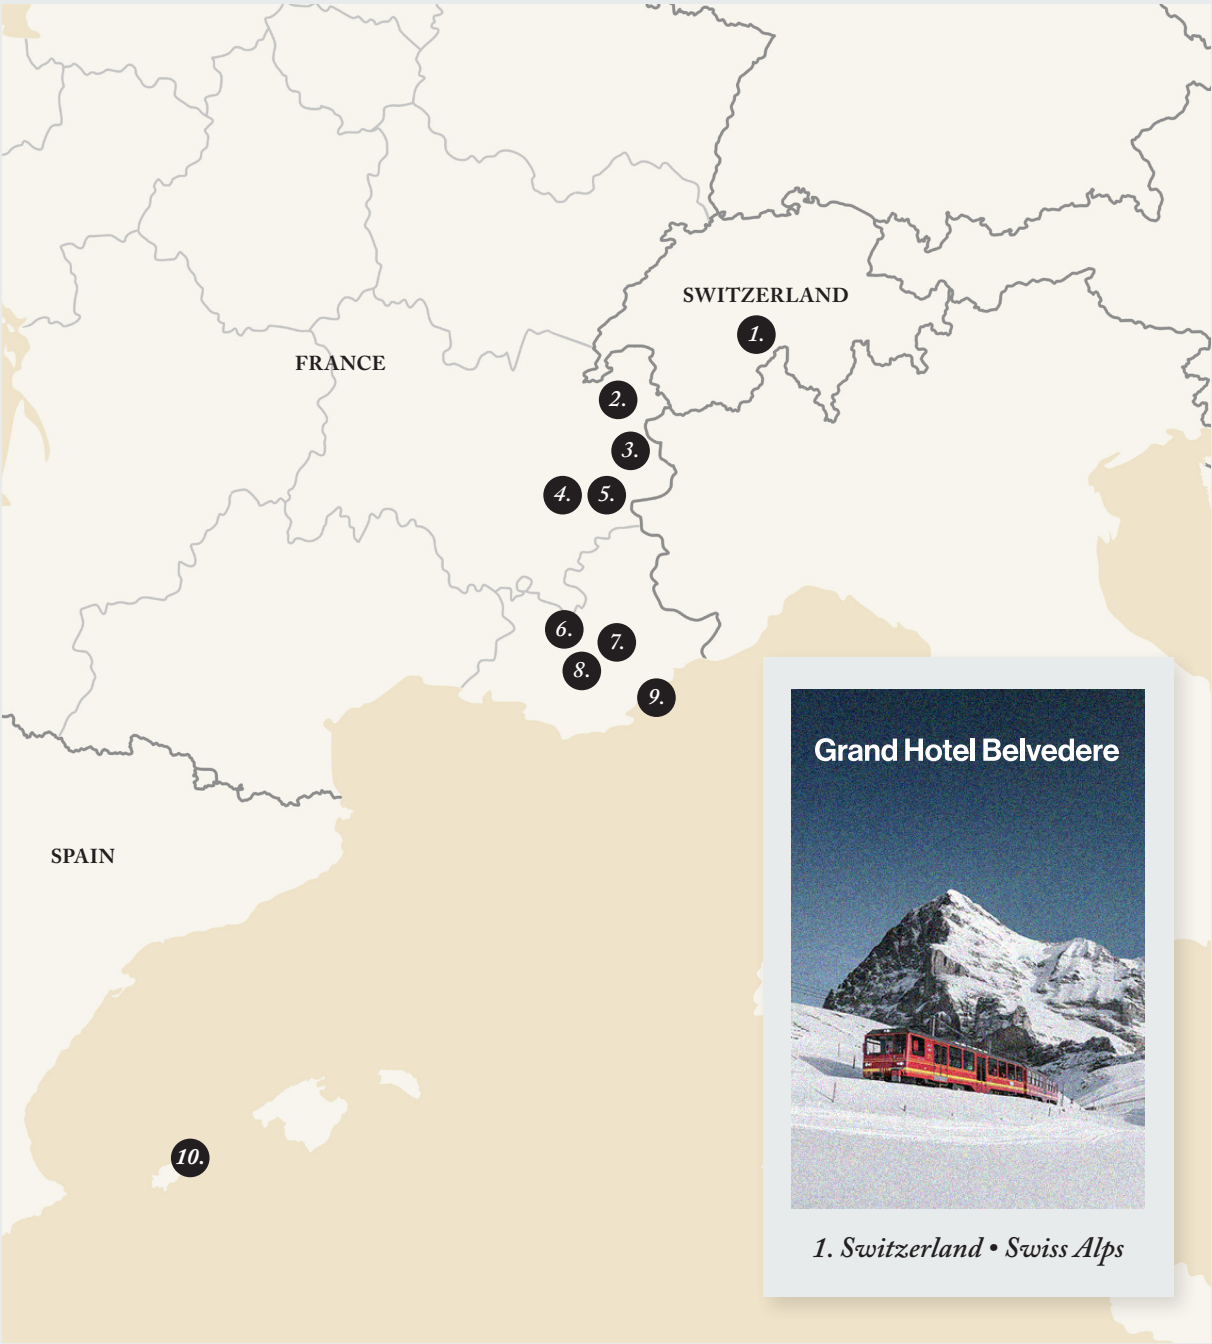 SWITZERLAND
1.
FRANCE
2.
3.
4.
5.
6.
7.
8.
9.
Grand Hotel Belvedere
SPAIN
10.
1. Switzerland • Swiss Alps